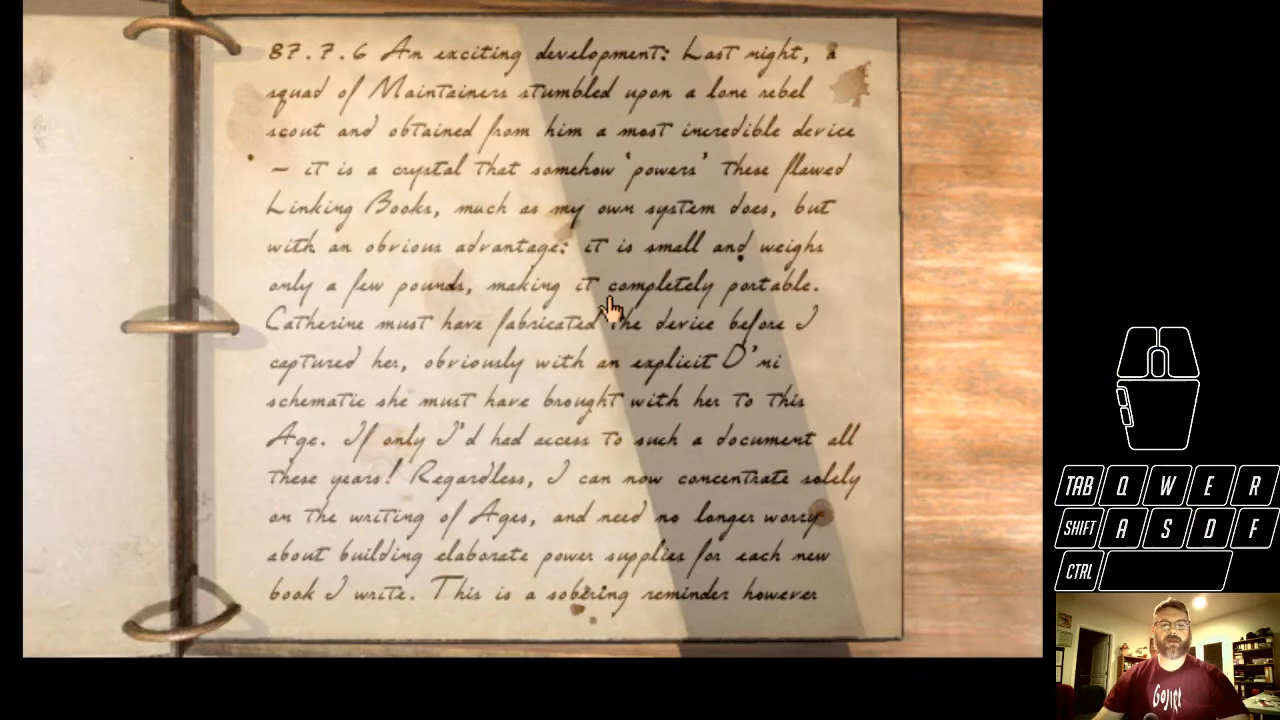 87.7.6 An exciting development: Last night, a
squad of Maintainers stumbled upon a lone rebel
scout and obtained from him a most incredible device
– it is a crystal that somehow 'powers' these flawed
Linking Books, much as my own system does, but
with an obvious advantage: it is small and weighs
only a few pounds, making it completely portable.
Catherine must have fabricated the device before I
captured her, obviously with an explicit D'ni
schematic she must have brought with her to this
Age. If only I'd had access to such a document all
these years! Regardless, I can now concentrate solely
on the writing of Ages, and need no longer worry
about building elaborate power supplies for each new
book I write. This is a sobering reminder however
TAB Q W E R
SHIFT A S D F
CTRL
Gojira